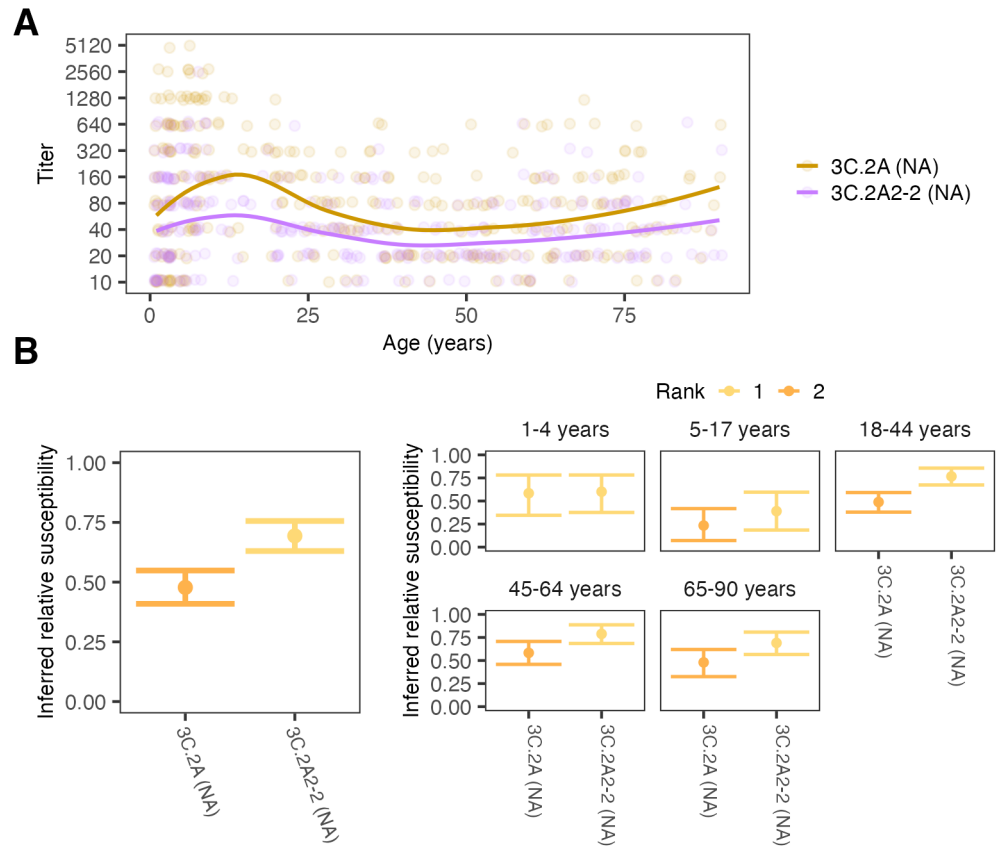 A
Titer
5120
2560
1280
640
320
160
80
40
20
10
0 25 50 75
Age (years)
3C.2A (NA)
3C.2A2-2 (NA)
B
Rank 1 2
Inferred relative susceptibility
1.00
0.75
0.50
0.25
0.00
3C.2A (NA)
3C.2A2-2 (NA)
Inferred relative susceptibility
1-4 years 5-17 years 18-44 years
1.00
0.75
0.50
0.25
0.00
3C.2A (NA)
3C.2A2-2 (NA)
45-64 years 65-90 years
1.00
0.75
0.50
0.25
0.00
3C.2A (NA)
3C.2A2-2 (NA)
3C.2A (NA)
3C.2A2-2 (NA)